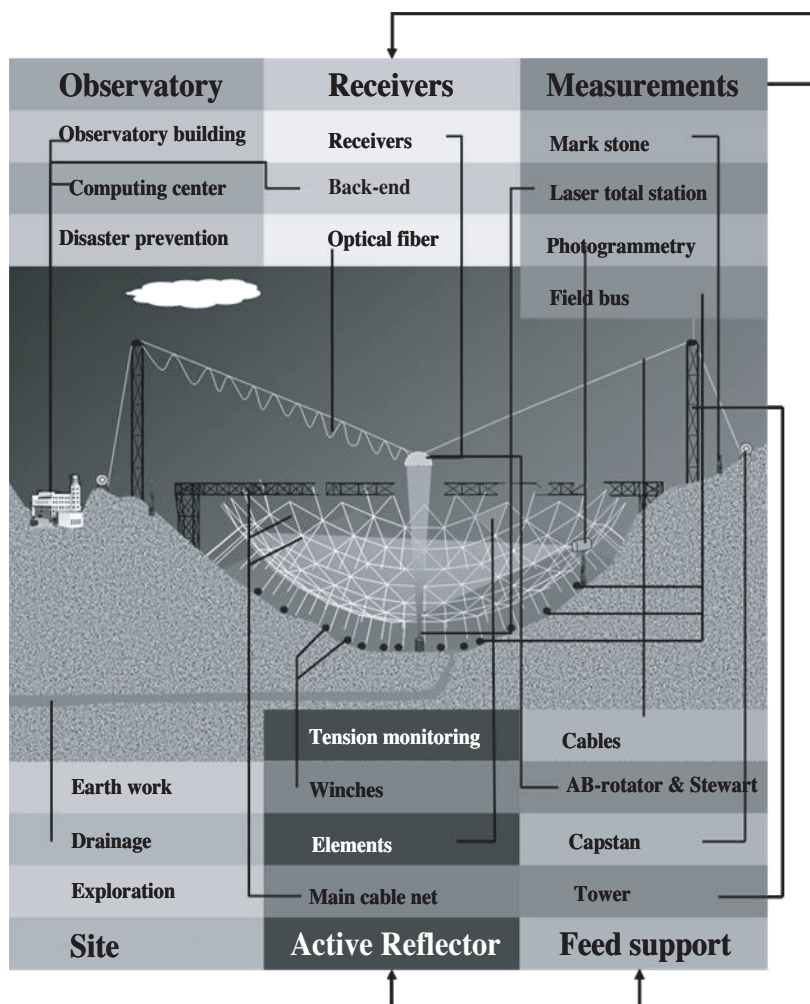 Observatory
Receivers
Measurements
Observatory building
Receivers
Mark stone
Computing center
Back-end
Laser total station
Disaster prevention
Optical fiber
Photogrammetry
Field bus
Tension monitoring
Cables
Earth work
Winches
AB-rotator & Stewart
Drainage
Elements
Capstan
Exploration
Main cable net
Tower
Site
Active Reflector
Feed support